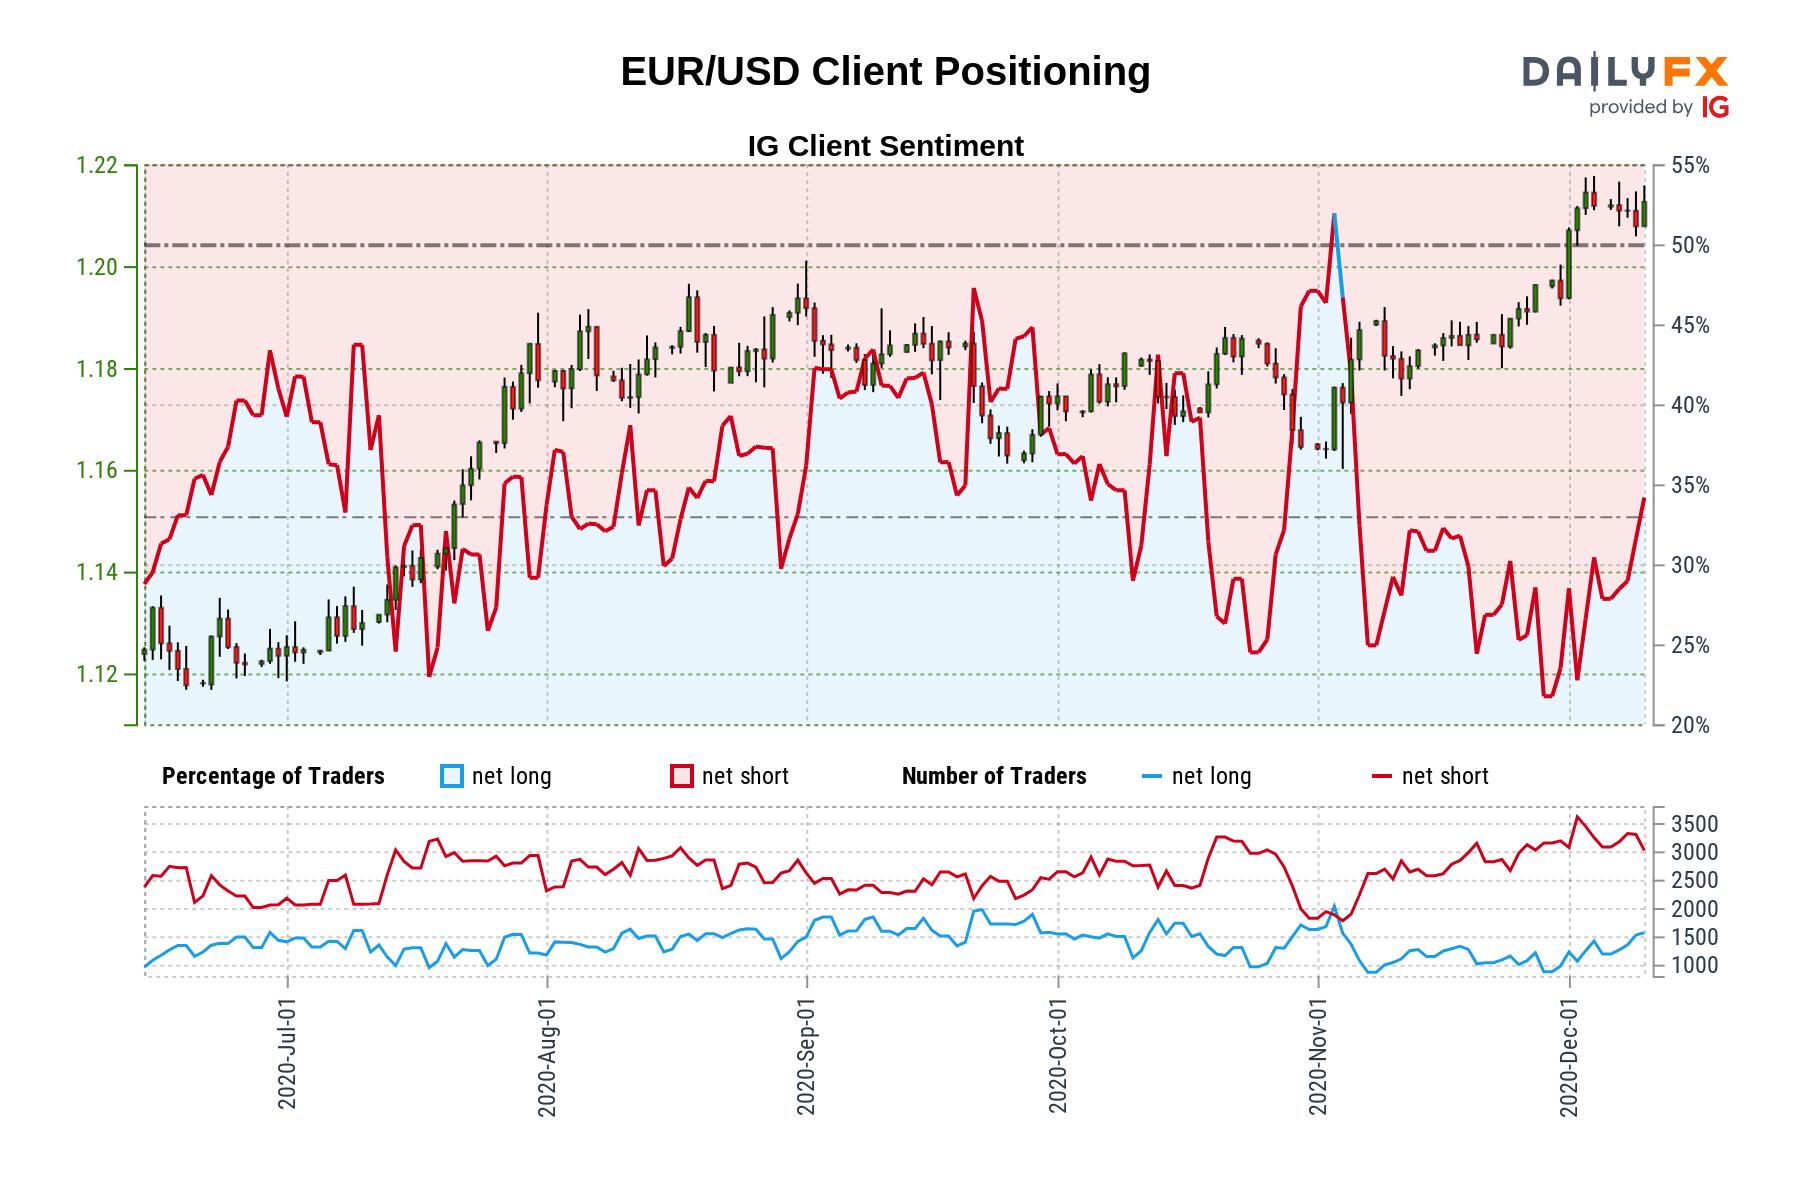 EUR/USD Client Positioning
DAILYFX
provided by IG
IG Client Sentiment
1.22
1.20
1.18
1.16
1.14
1.12
55%
50%
45%
40%
35%
30%
25%
20%
Percentage of Traders net long net short Number of Traders net long net short
3500
3000
2500
2000
1500
1000
2020-Jul-01
2020-Aug-01
2020-Sep-01
2020-Oct-01
2020-Nov-01
2020-Dec-01